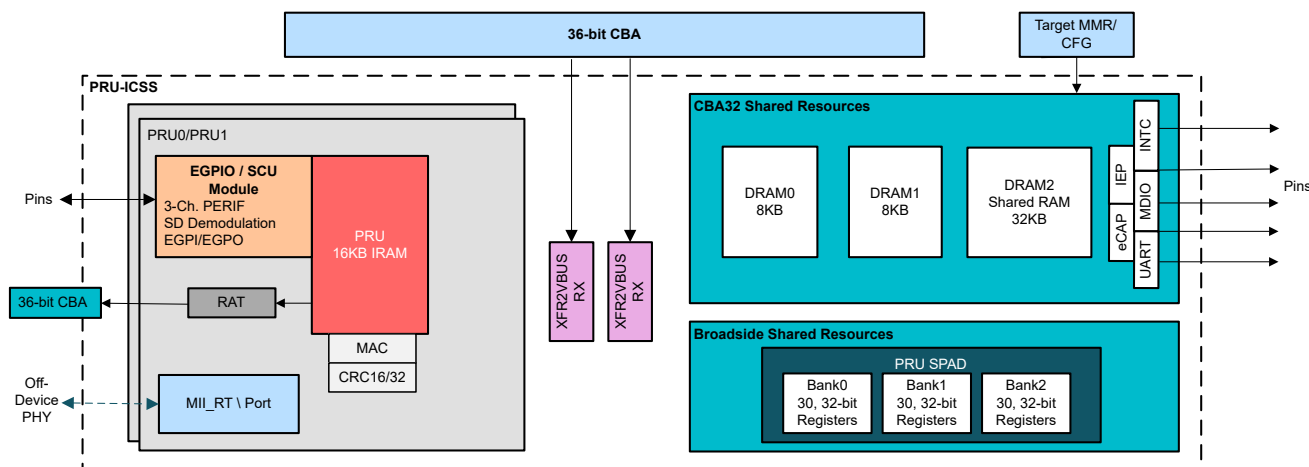 36-bit CBA
Target MMR/
CFG
PRU-ICSS
PRU0/PRU1
EGPIO / SCU
Module
3-Ch. PERIF
SD Demodulation
EGPI/EGPO
PRU
16KB IRAM
Pins
36-bit CBA
RAT
MAC
CRC16/32
MII_RT \ Port
Off-
Device
PHY
XFR2VBUS
RX
XFR2VBUS
RX
CBA32 Shared Resources
DRAM0
8KB
DRAM1
8KB
DRAM2
Shared RAM
32KB
IEP
eCAP
INTC
MDIO
UART
Pins
Broadside Shared Resources
PRU SPAD
Bank0
30, 32-bit
Registers
Bank1
30, 32-bit
Registers
Bank2
30, 32-bit
Registers